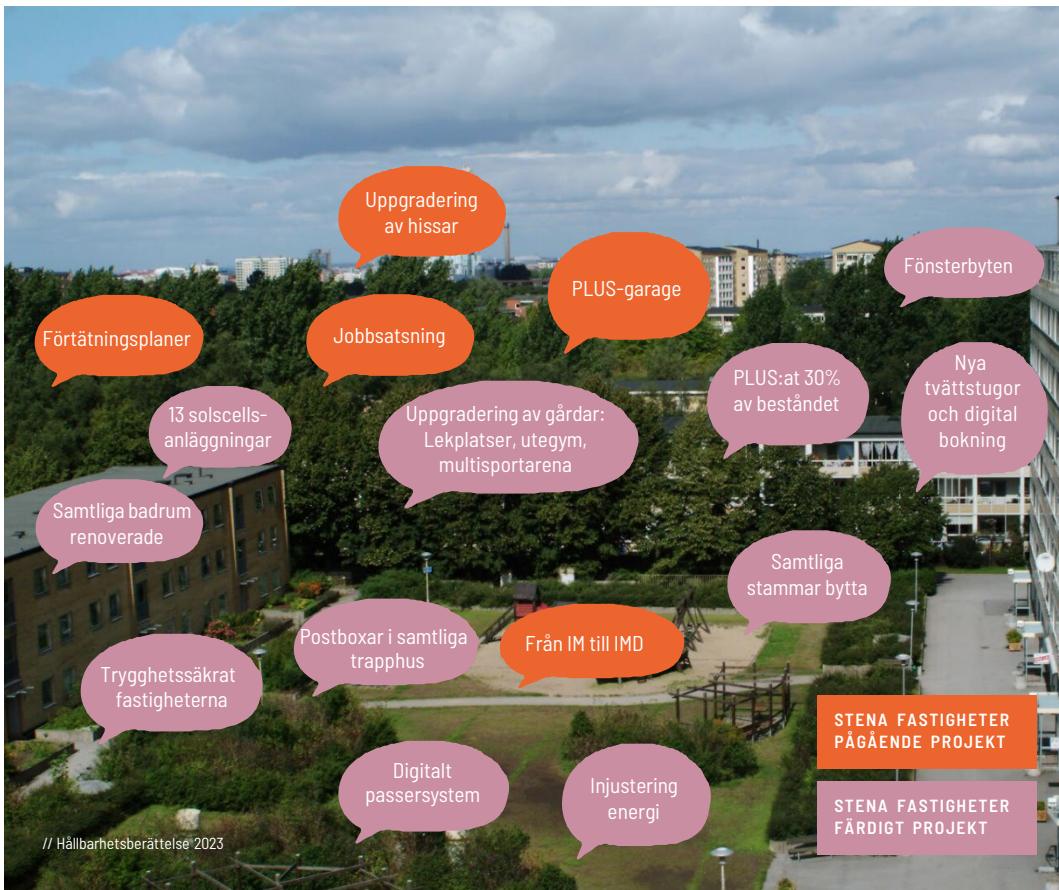 Uppgradering
av hissar
PLUS-garage
Fönsterbyten
Förtätningsplaner
Jobbsatsning
PLUS:at 30%
av beståndet
Nya
tvättstugor
och digital
bokning
13 solscells-
anläggningar
Uppgradering av gårdar:
Lekplatser, utegym,
multisportarena
Samtliga badrum
renoverade
Samtliga
stammar bytta
Postboxar i samtliga
trapphus
Från IM till IMD
Trygghetssäkrat
fastigheterna
STENA FASTIGHETER
PÅGÅENDE PROJEKT
Digitalt
passersystem
Injustering
energi
STENA FASTIGHETER
FÄRDIGT PROJEKT
// Hållbarhetsberättelse 2023